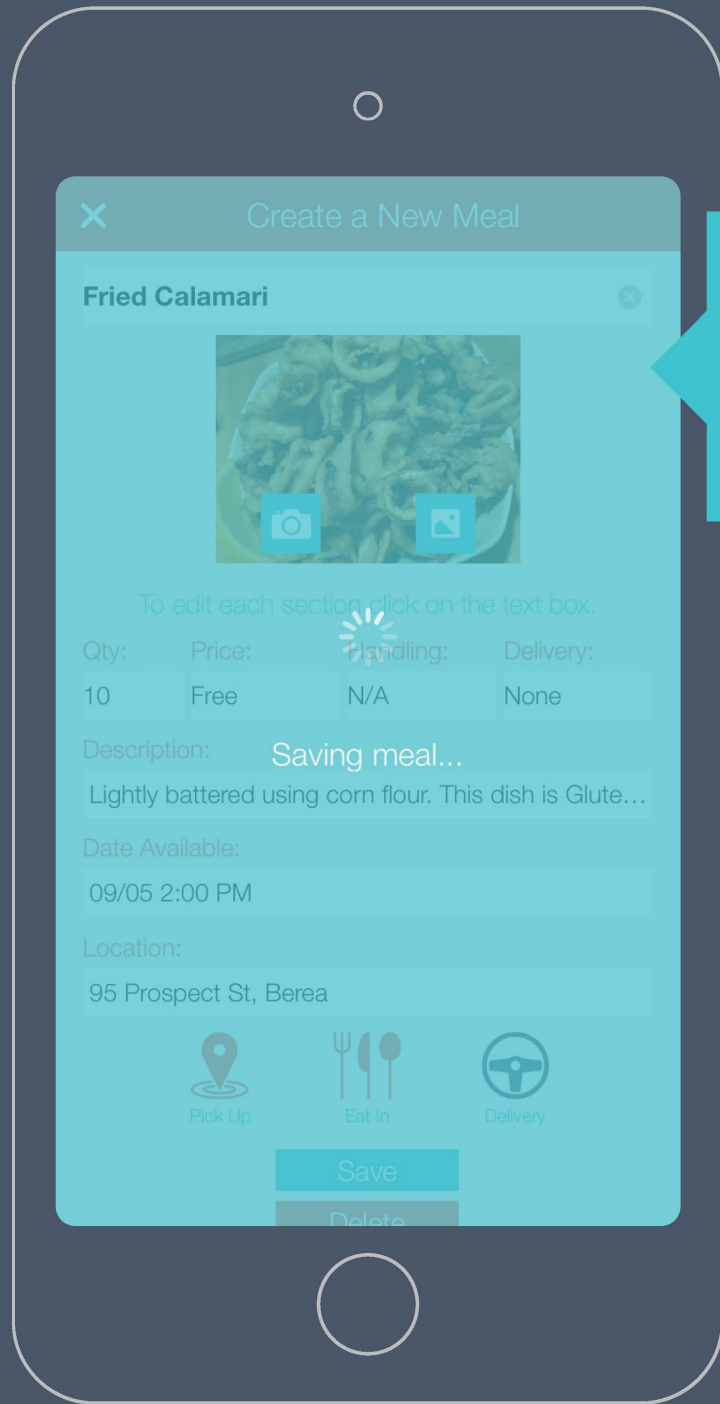 Create a New Meal
Fried Calamari
To edit each section click on the text box.
Qty: Price: Handling: Delivery:
10 Free N/A None
Description:
Saving meal...
Lightly battered using corn flour. This dish is Glute...
Date Available:
09/05 2:00 PM
Location:
95 Prospect St, Berea
Pick Up Eat In Delivery
Save
Delete